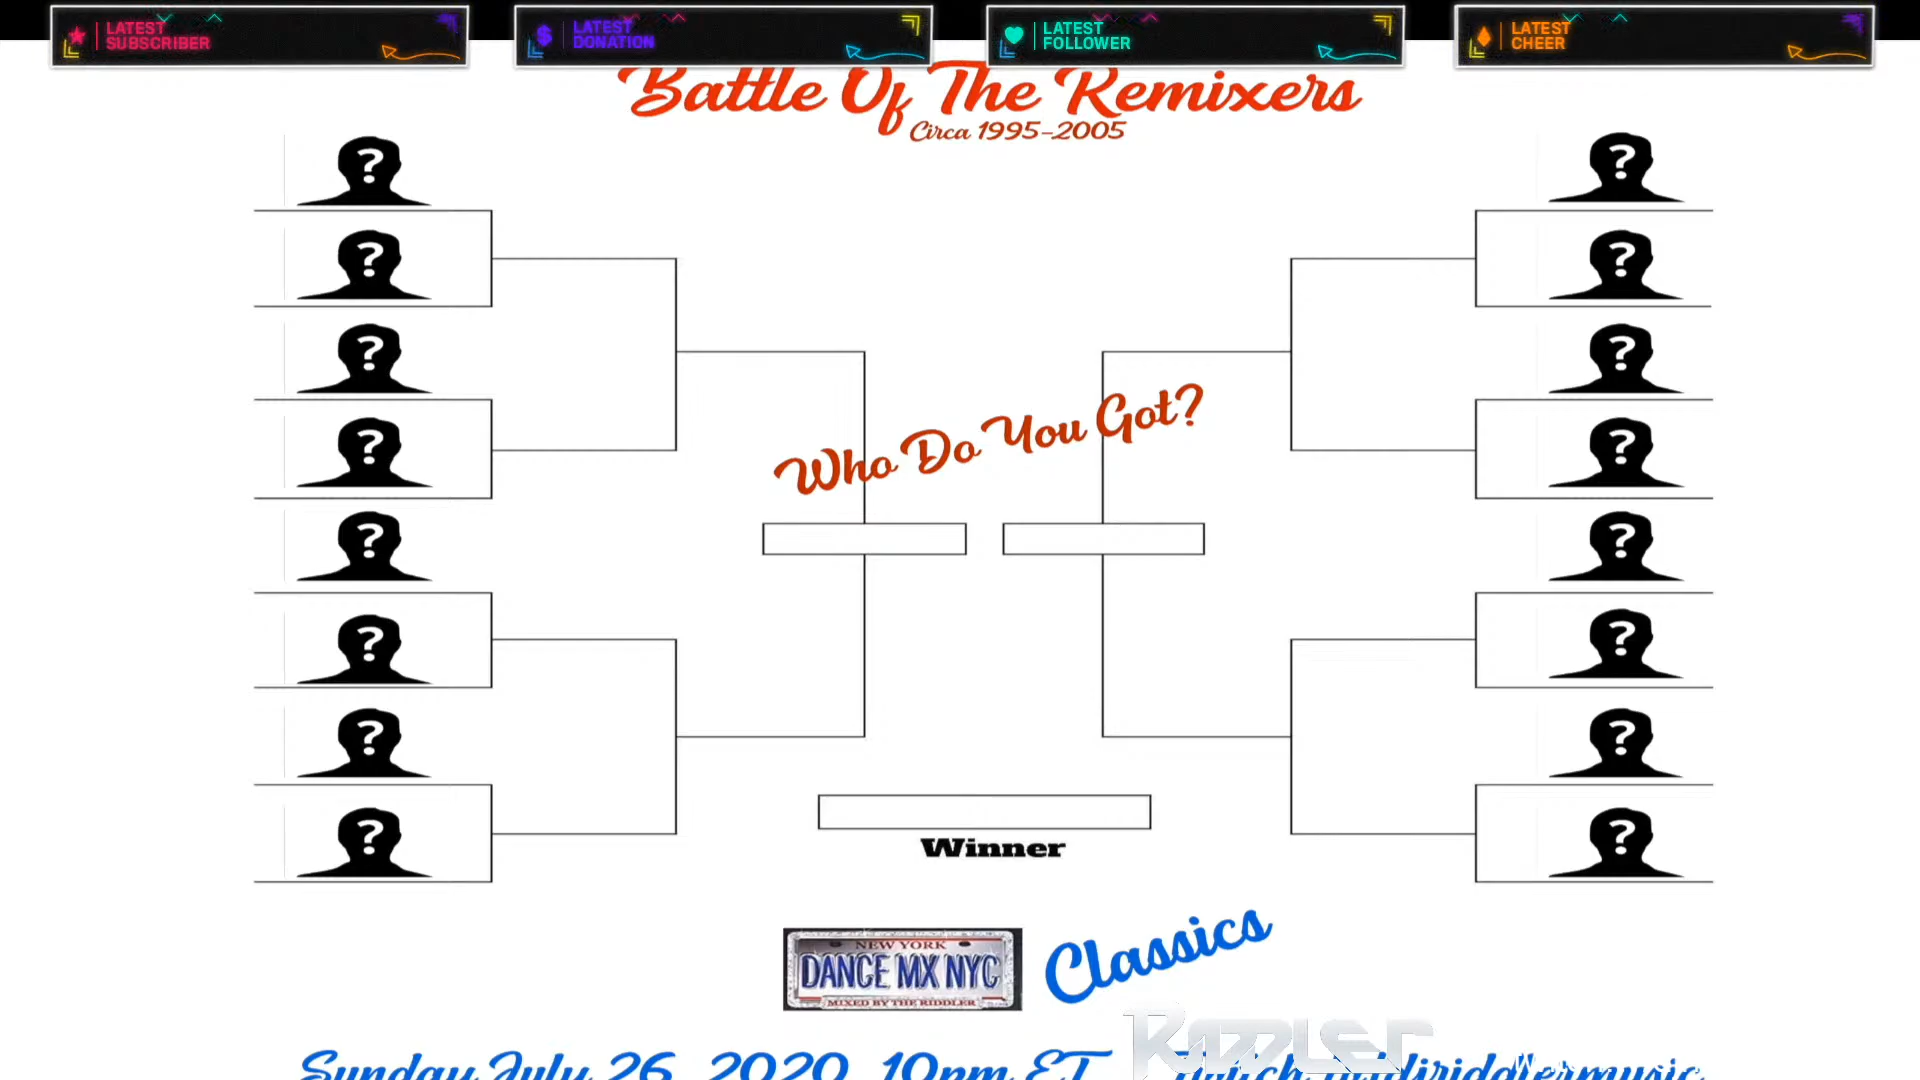 LATEST
SUBSCRIBER
LATEST
DONATION
LATEST
FOLLOWER
LATEST
CHEER
Battle Of The Remixers
Circa 1995-2005
Who Do You Got?
Winner
NEW YORK
DANCE MX NYC
MIXED BY THE RIDDLER
Classics
RIDDLER
Sunday July 26, 2020 10pm ET